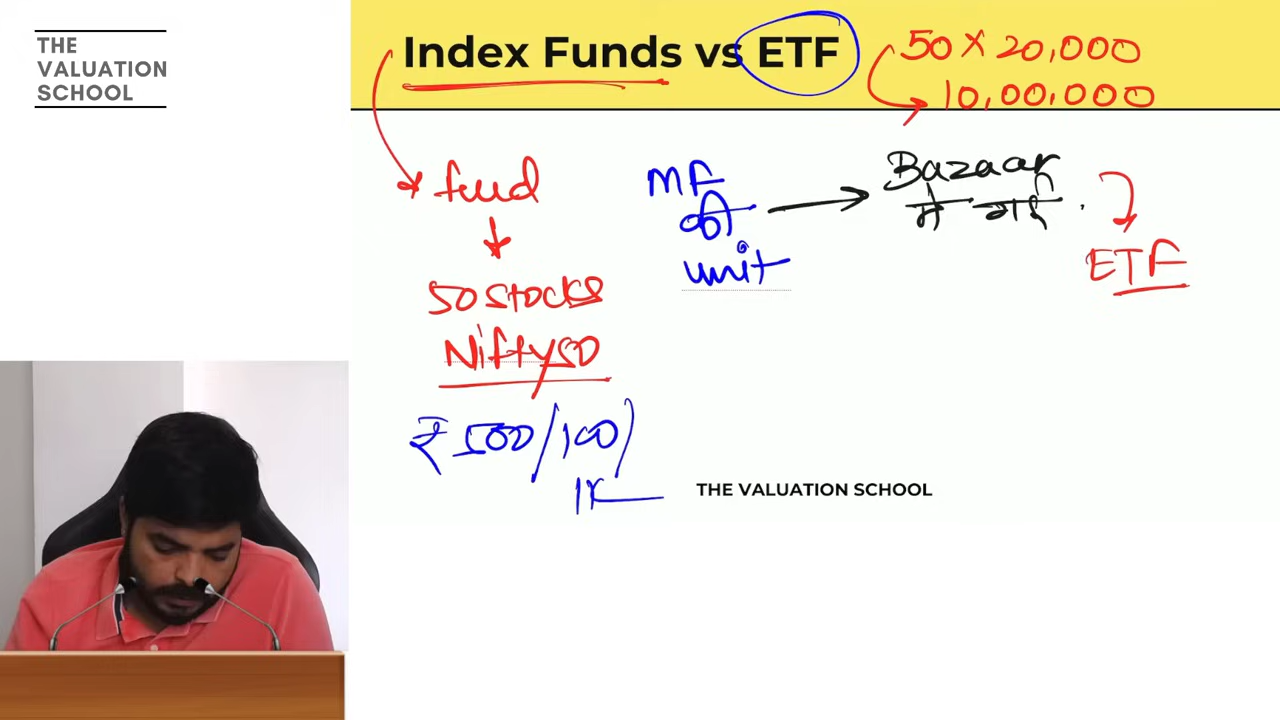 THE
VALUATION
SCHOOL
Index Funds vs ETF
50 × 20,000
10,00,000
fund
50 stocks
Nifty50
₹ 500/100/
1K
MF
की
unit
Bazaar
में गई
ETF
THE VALUATION SCHOOL